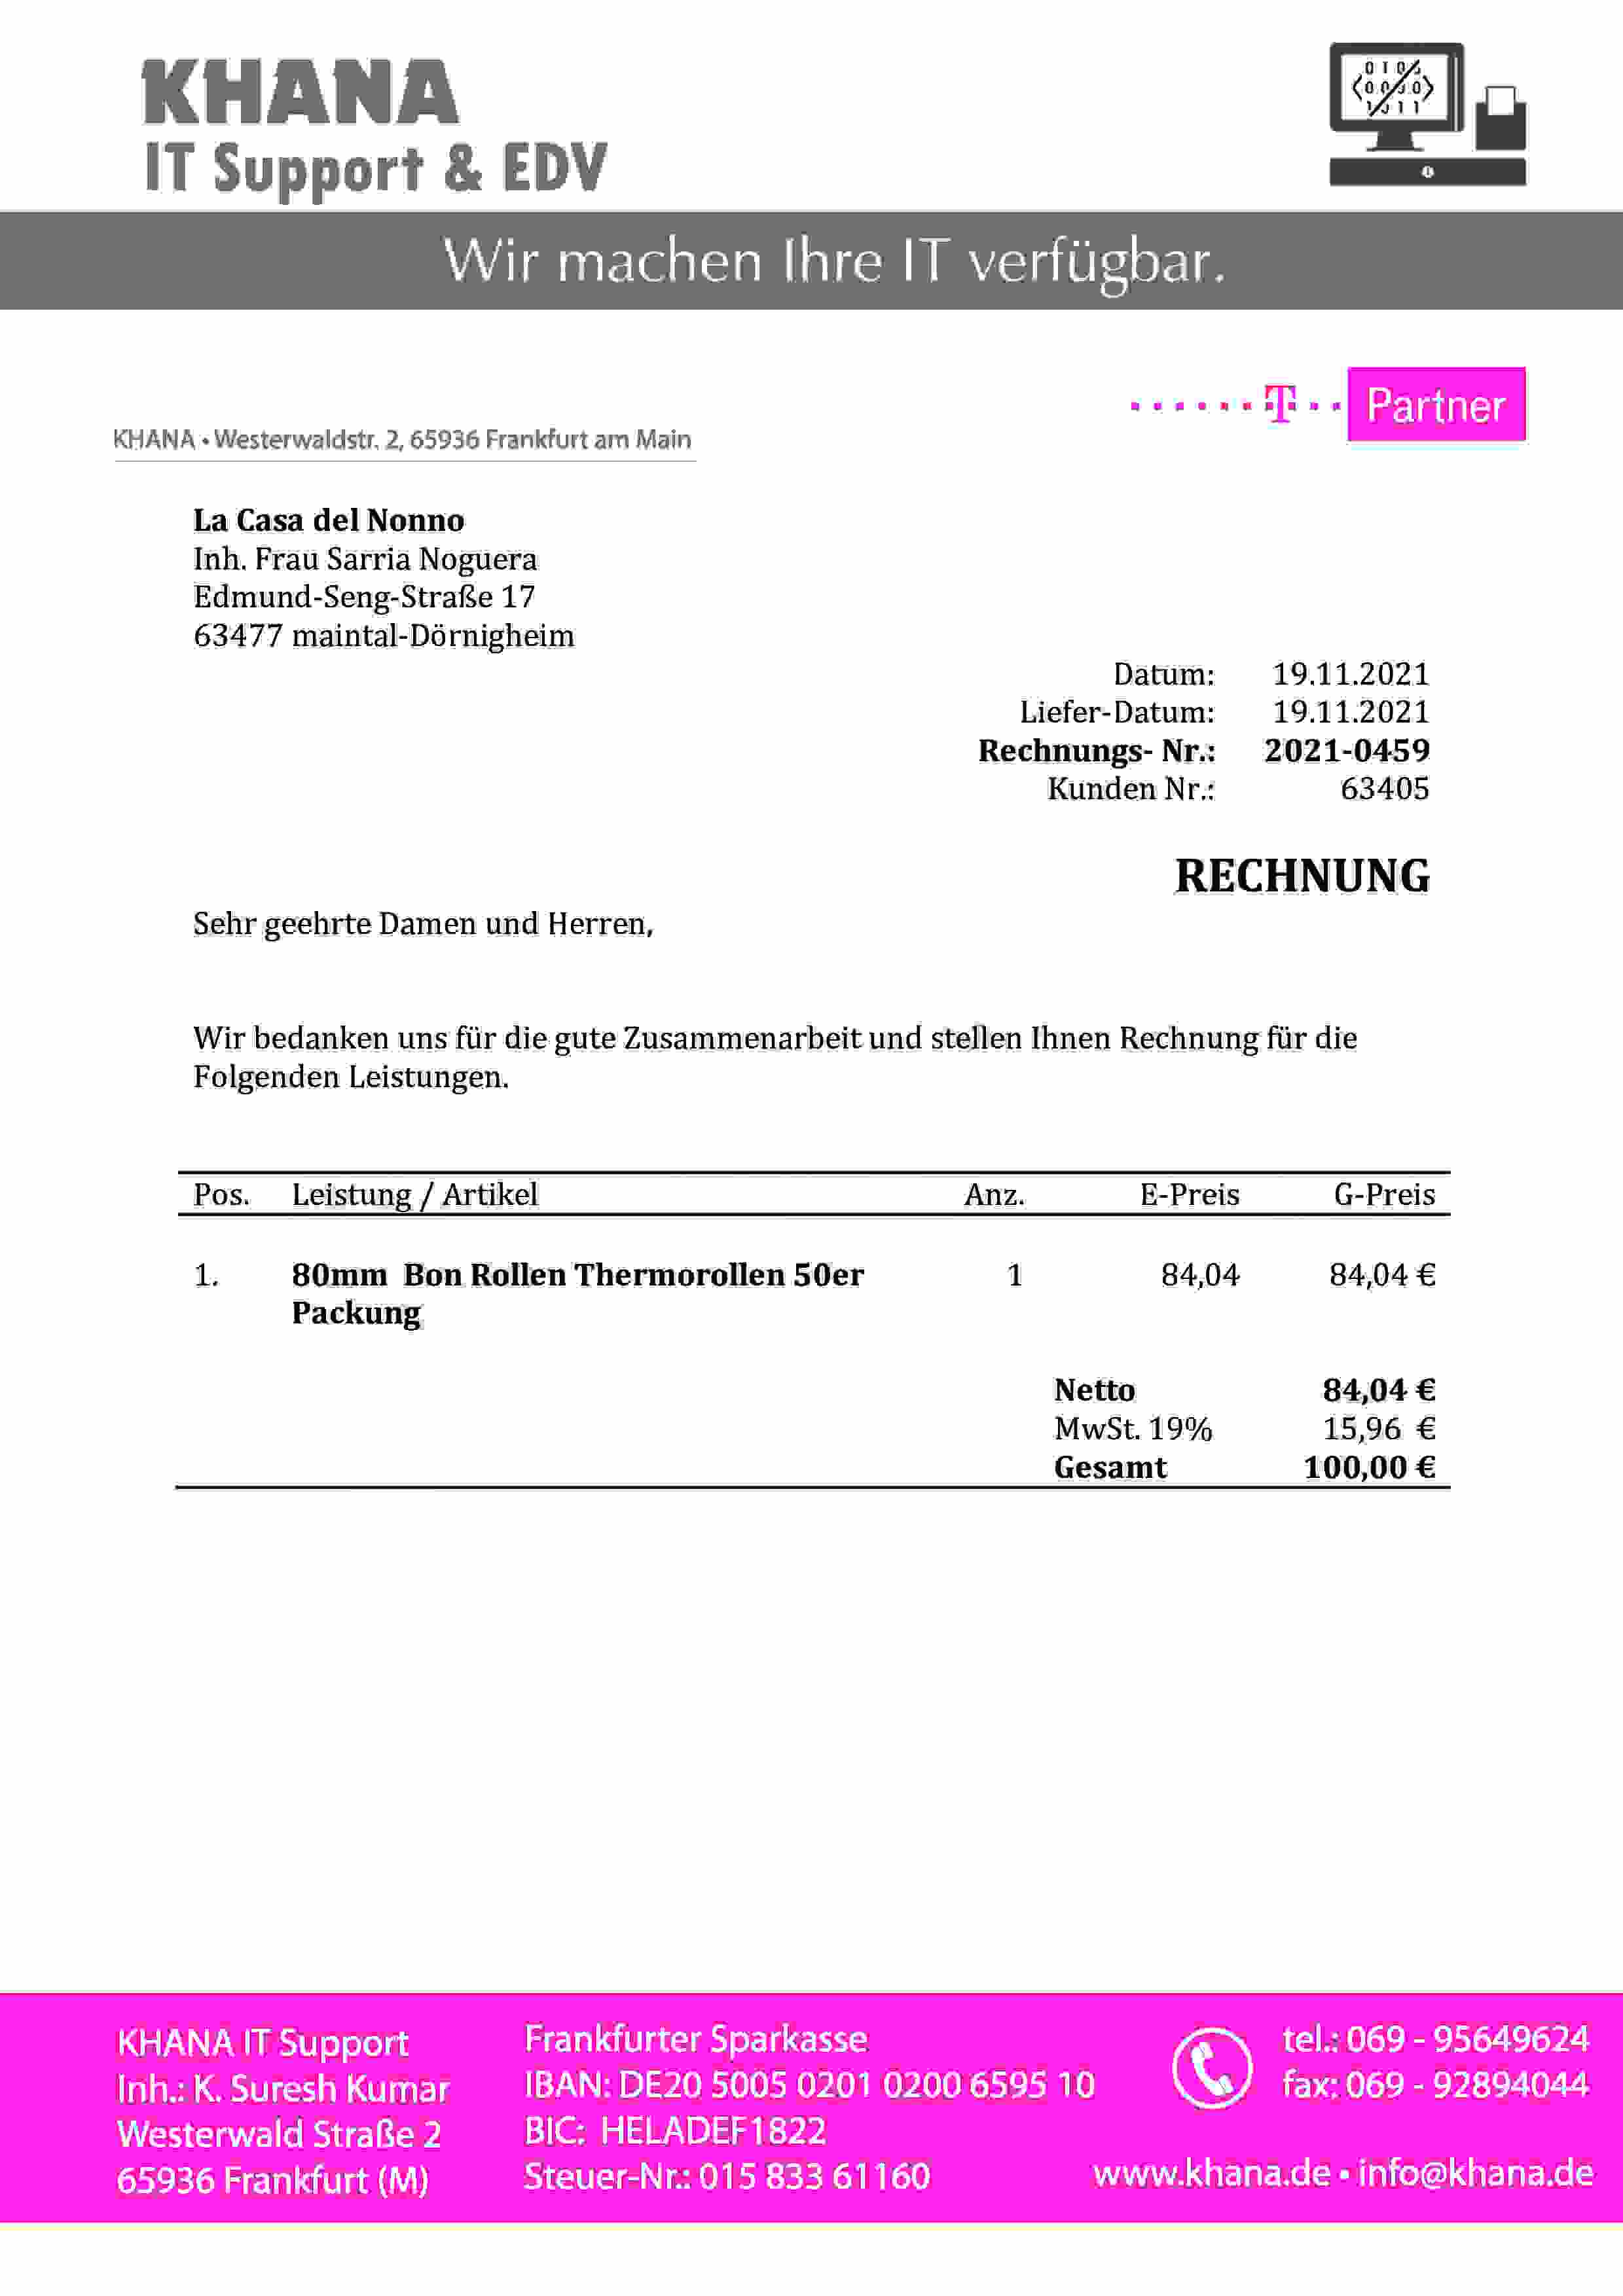 KHANA
IT Support & EDV
Wir machen Ihre IT verfügbar.
T Partner
KHANA • Westerwaldstr. 2, 65936 Frankfurt am Main
La Casa del Nonno
Inh. Frau Sarria Noguera
Edmund-Seng-Straße 17
63477 maintal-Dörnigheim
Datum: 19.11.2021
Liefer-Datum: 19.11.2021
Rechnungs- Nr.: 2021-0459
Kunden Nr.: 63405
RECHNUNG
Sehr geehrte Damen und Herren,
Wir bedanken uns für die gute Zusammenarbeit und stellen Ihnen Rechnung für die
Folgenden Leistungen.
Pos. Leistung / Artikel Anz. E-Preis G-Preis
1. 80mm Bon Rollen Thermorollen 50er 1 84,04 84,04 €
Packung
Netto 84,04 €
MwSt. 19% 15,96 €
Gesamt 100,00 €
KHANA IT Support
Inh.: K. Suresh Kumar
Westerwald Straße 2
65936 Frankfurt (M)
Frankfurter Sparkasse
IBAN: DE20 5005 0201 0200 6595 10
BIC: HELADEF1822
Steuer-Nr.: 015 833 61160
tel.: 069 - 95649624
fax: 069 - 92894044
www.khana.de • info@khana.de